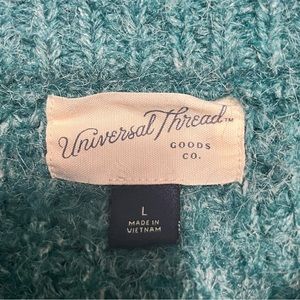 Universal Thread™
GOODS
CO.
L
MADE IN
VIETNAM